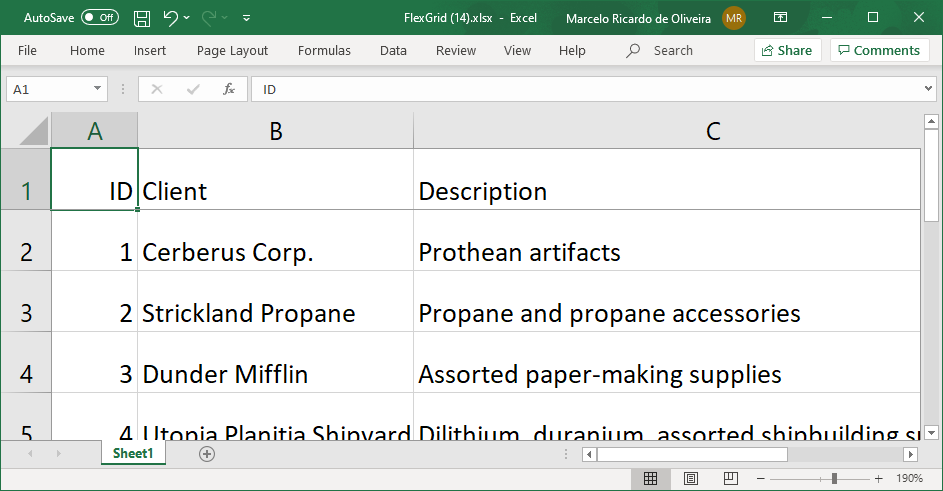 AutoSave Off FlexGrid (14).xlsx - Excel Marcelo Ricardo de Oliveira MR
File Home Insert Page Layout Formulas Data Review View Help Search Share Comments
A1 fx ID
A B C
1 ID Client Description
2 1 Cerberus Corp. Prothean artifacts
3 2 Strickland Propane Propane and propane accessories
4 3 Dunder Mifflin Assorted paper-making supplies
5 4 Utopia Planitia Shipyard Dilithium, duranium, assorted shipbuilding
Sheet1
190%